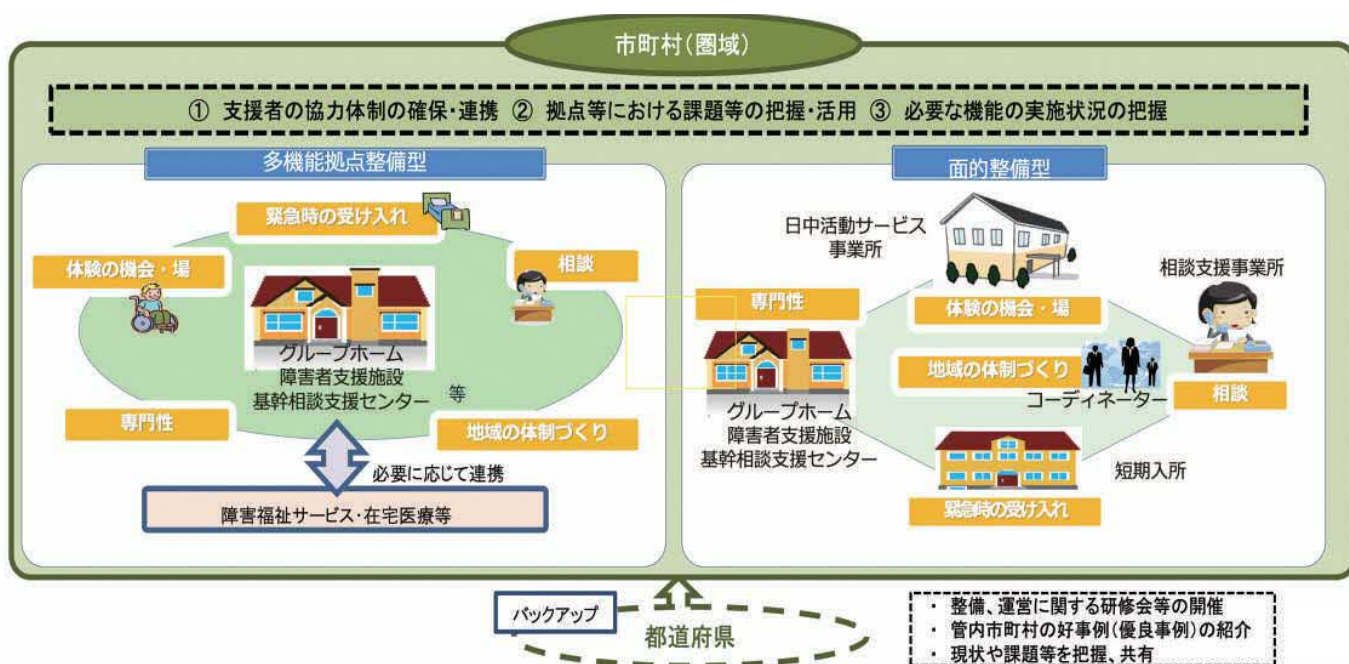 市町村(圏域)
① 支援者の協力体制の確保・連携 ② 拠点等における課題等の把握・活用 ③ 必要な機能の実施状況の把握
多機能拠点整備型
緊急時の受け入れ
体験の機会・場
相談
グループホーム
障害者支援施設
基幹相談支援センター 等
専門性
地域の体制づくり
必要に応じて連携
障害福祉サービス・在宅医療等
面的整備型
日中活動サービス
事業所
相談支援事業所
専門性
体験の機会・場
地域の体制づくり
コーディネーター
相談
グループホーム
障害者支援施設
基幹相談支援センター
短期入所
緊急時の受け入れ
バックアップ
都道府県
・ 整備、運営に関する研修会等の開催
・ 管内市町村の好事例(優良事例)の紹介
・ 現状や課題等を把握、共有